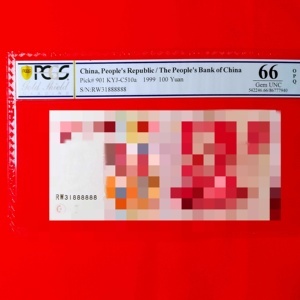 PCGS
China, People's Republic / The People's Bank of China
Pick# 901 KYJ-C510a 1999 100 Yuan
S/N:RW31888888
66
Gem UNC
OPQ
RW31888888